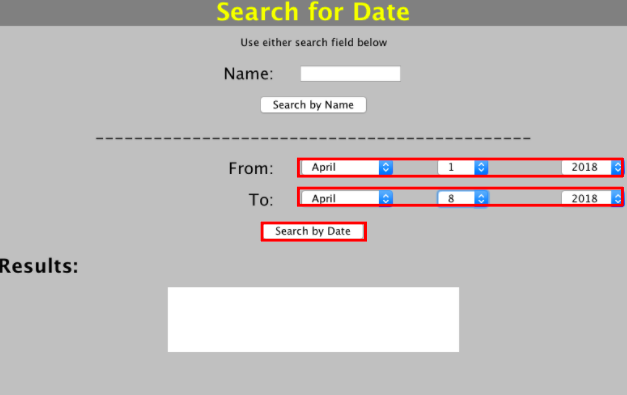 Search for Date
Use either search field below
Name:
Search by Name
---------------------------------------------
From: April 1 2018
To: April 8 2018
Search by Date
Results: